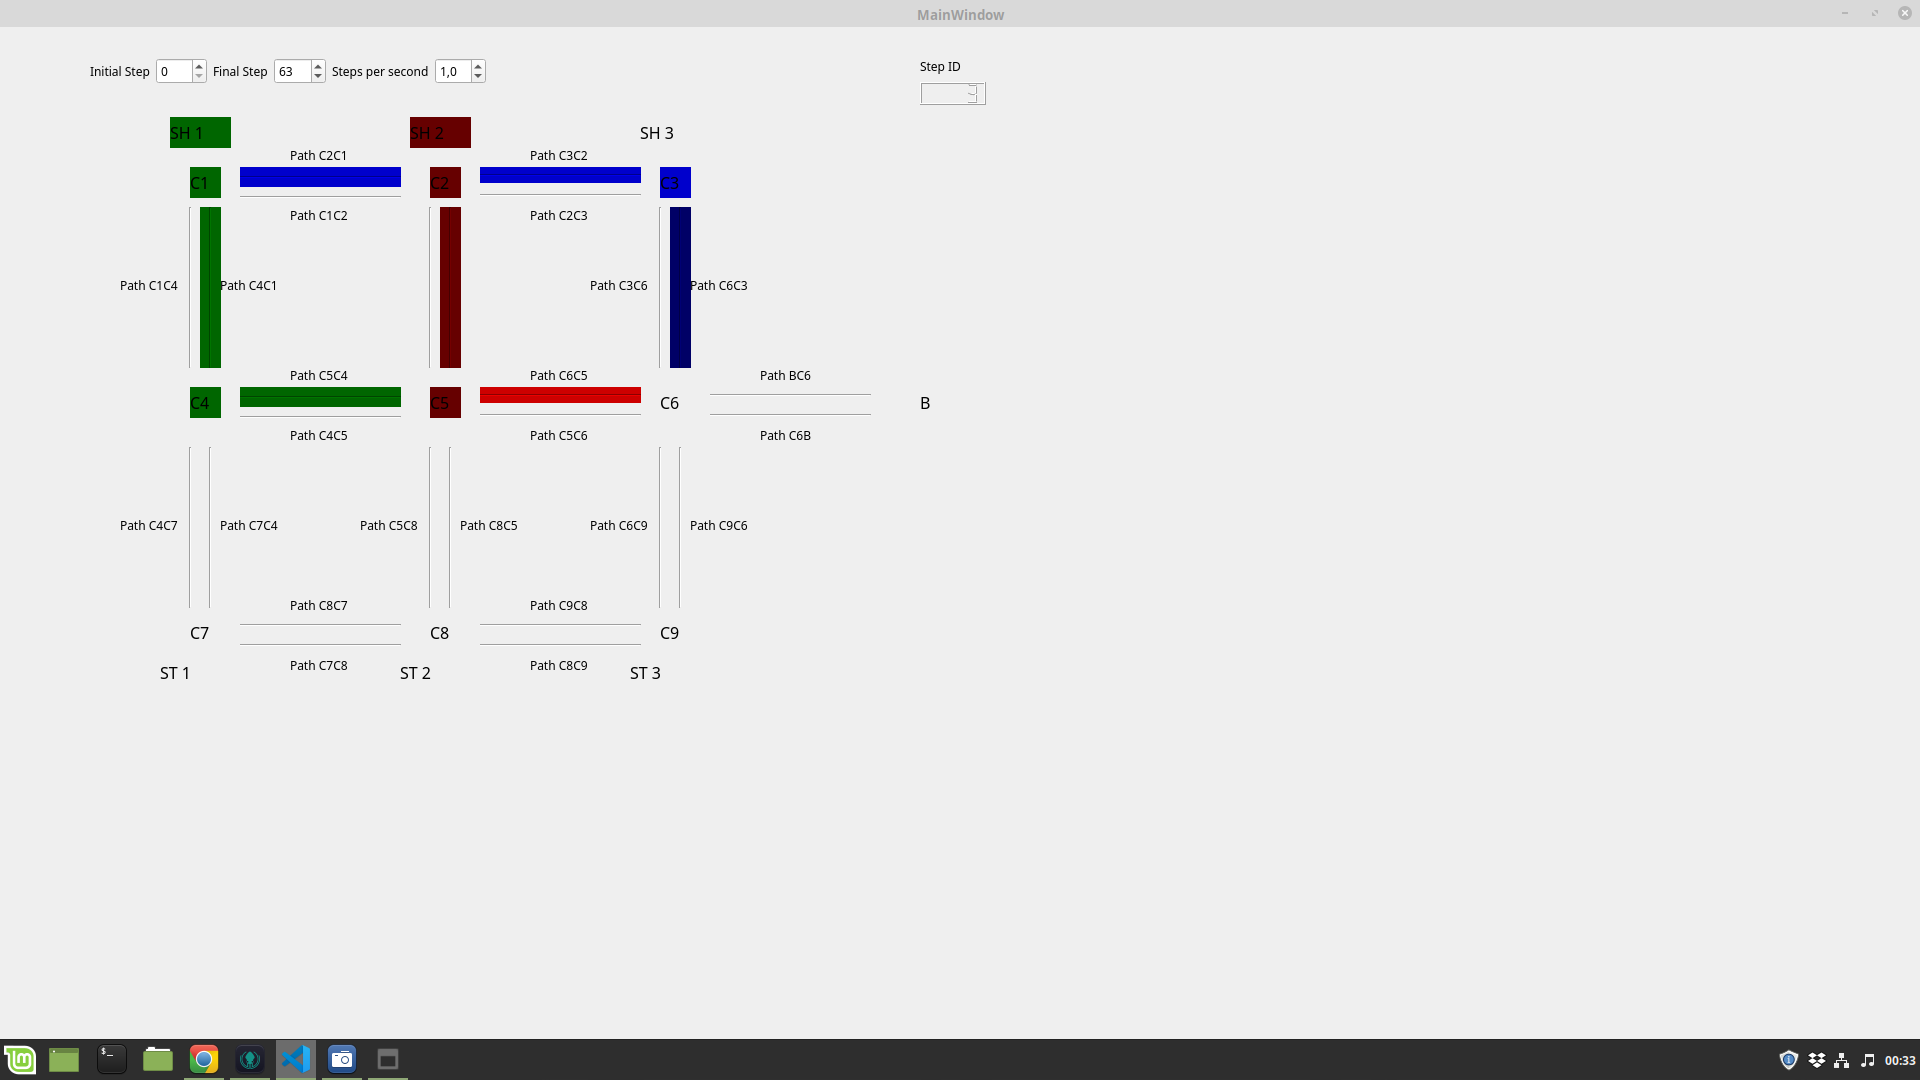 MainWindow
Step ID
Initial Step 0 Final Step 63 Steps per second 1,0
3
SH 1 SH 2 SH 3
Path C2C1 Path C3C2
C1 C2 C3
Path C1C2 Path C2C3
Path C1C4 Path C4C1 Path C3C6 Path C6C3
Path C5C4 Path C6C5 Path BC6
C4 C5 C6 B
Path C4C5 Path C5C6 Path C6B
Path C4C7 Path C7C4 Path C5C8 Path C8C5 Path C6C9 Path C9C6
Path C8C7 Path C9C8
C7 C8 C9
Path C7C8 Path C8C9
ST 1 ST 2 ST 3
00:33